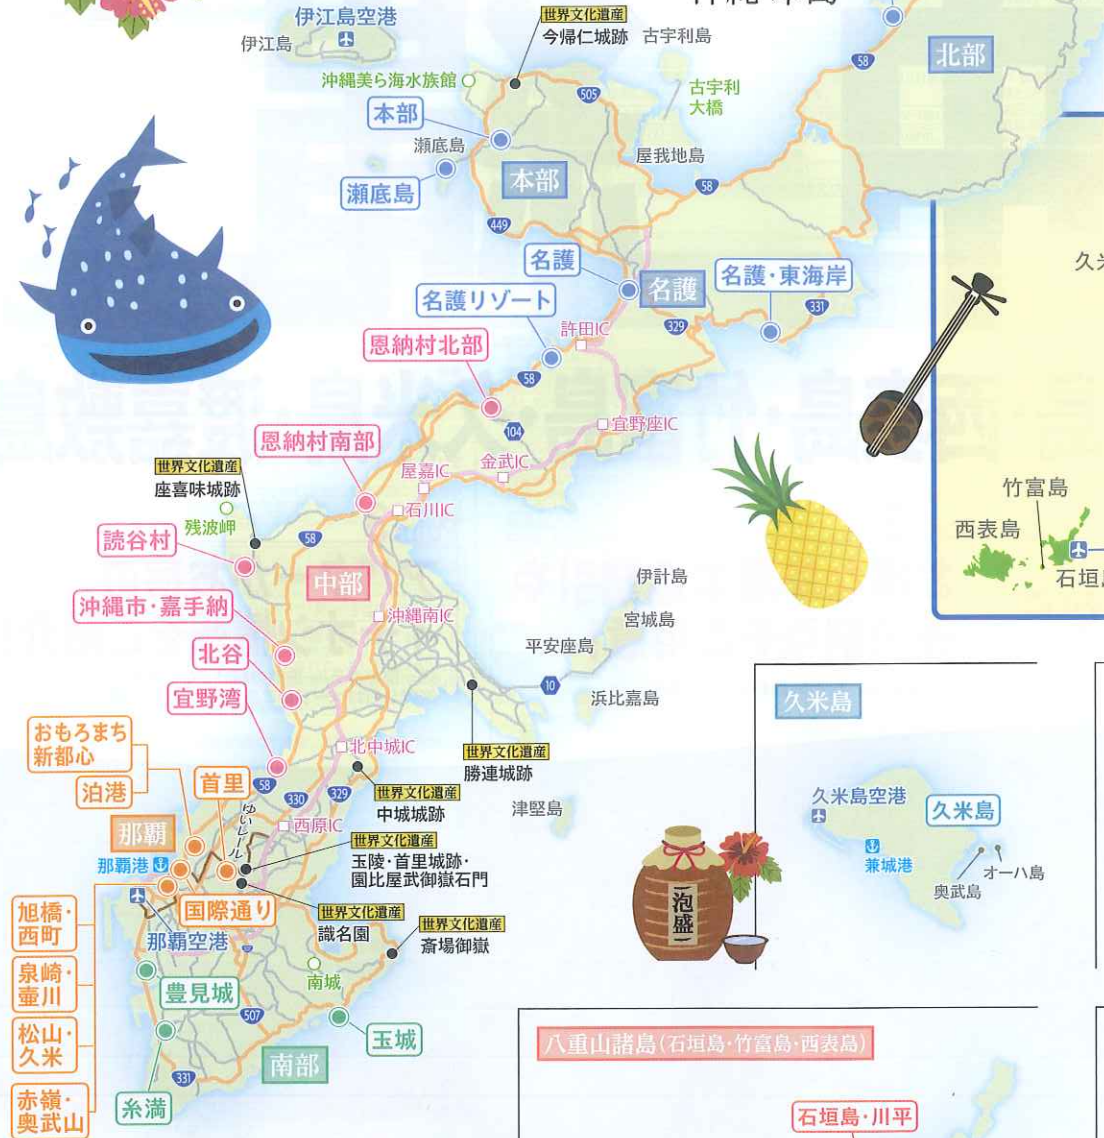 伊江島空港
伊江島
世界文化遺産
今帰仁城跡
古宇利島
沖縄美ら海水族館
古宇利
大橋
58
北部
505
本部
瀬底島
本部
屋我地島
瀬底島
58
449
名護
名護
名護・東海岸
名護リゾート
331
329
許田IC
恩納村北部
58
104
宜野座IC
恩納村南部
屋嘉IC
金武IC
世界文化遺産
座喜味城跡
残波岬
石川IC
読谷村
58
中部
伊計島
沖縄市・嘉手納
沖縄南IC
宮城島
平安座島
北谷
10
浜比嘉島
宜野湾
おもろまち
新都心
北中城IC
世界文化遺産
勝連城跡
泊港
首里
58
330
329
世界文化遺産
中城城跡
津堅島
ゆいレール
西原IC
那覇
那覇港
世界文化遺産
玉陵・首里城跡・
園比屋武御嶽石門
国際通り
世界文化遺産
識名園
世界文化遺産
斎場御嶽
那覇空港
旭橋・
西町
泉崎・
壷川
松山・
久米
赤嶺・
奥武山
豊見城
南城
507
玉城
南部
331
糸満
竹富島
西表島
久米島
久米島空港
久米島
兼城港
オーハ島
奥武島
泡盛
八重山諸島(石垣島・竹富島・西表島)
石垣島・川平